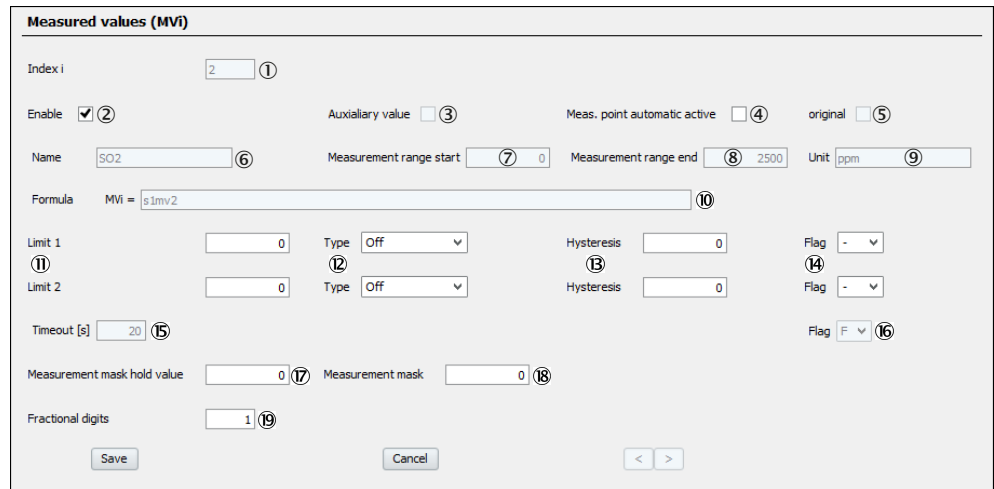 Measured values (MVi)
Index i 2 ①
Enable ② Auxialiary value ③ Meas. point automatic active ④ original ⑤
Name SO2 ⑥ Measurement range start ⑦ 0 Measurement range end ⑧ 2500 Unit ppm ⑨
Formula MVi = s1mv2 ⑩
Limit 1 0 Type Off Hysteresis 0 Flag -
⑪ ⑫ ⑬ ⑭
Limit 2 0 Type Off Hysteresis 0 Flag -
Timeout [s] 20 ⑮ Flag F ⑯
Measurement mask hold value 0 ⑰ Measurement mask 0 ⑱
Fractional digits 1 ⑲
Save Cancel < >